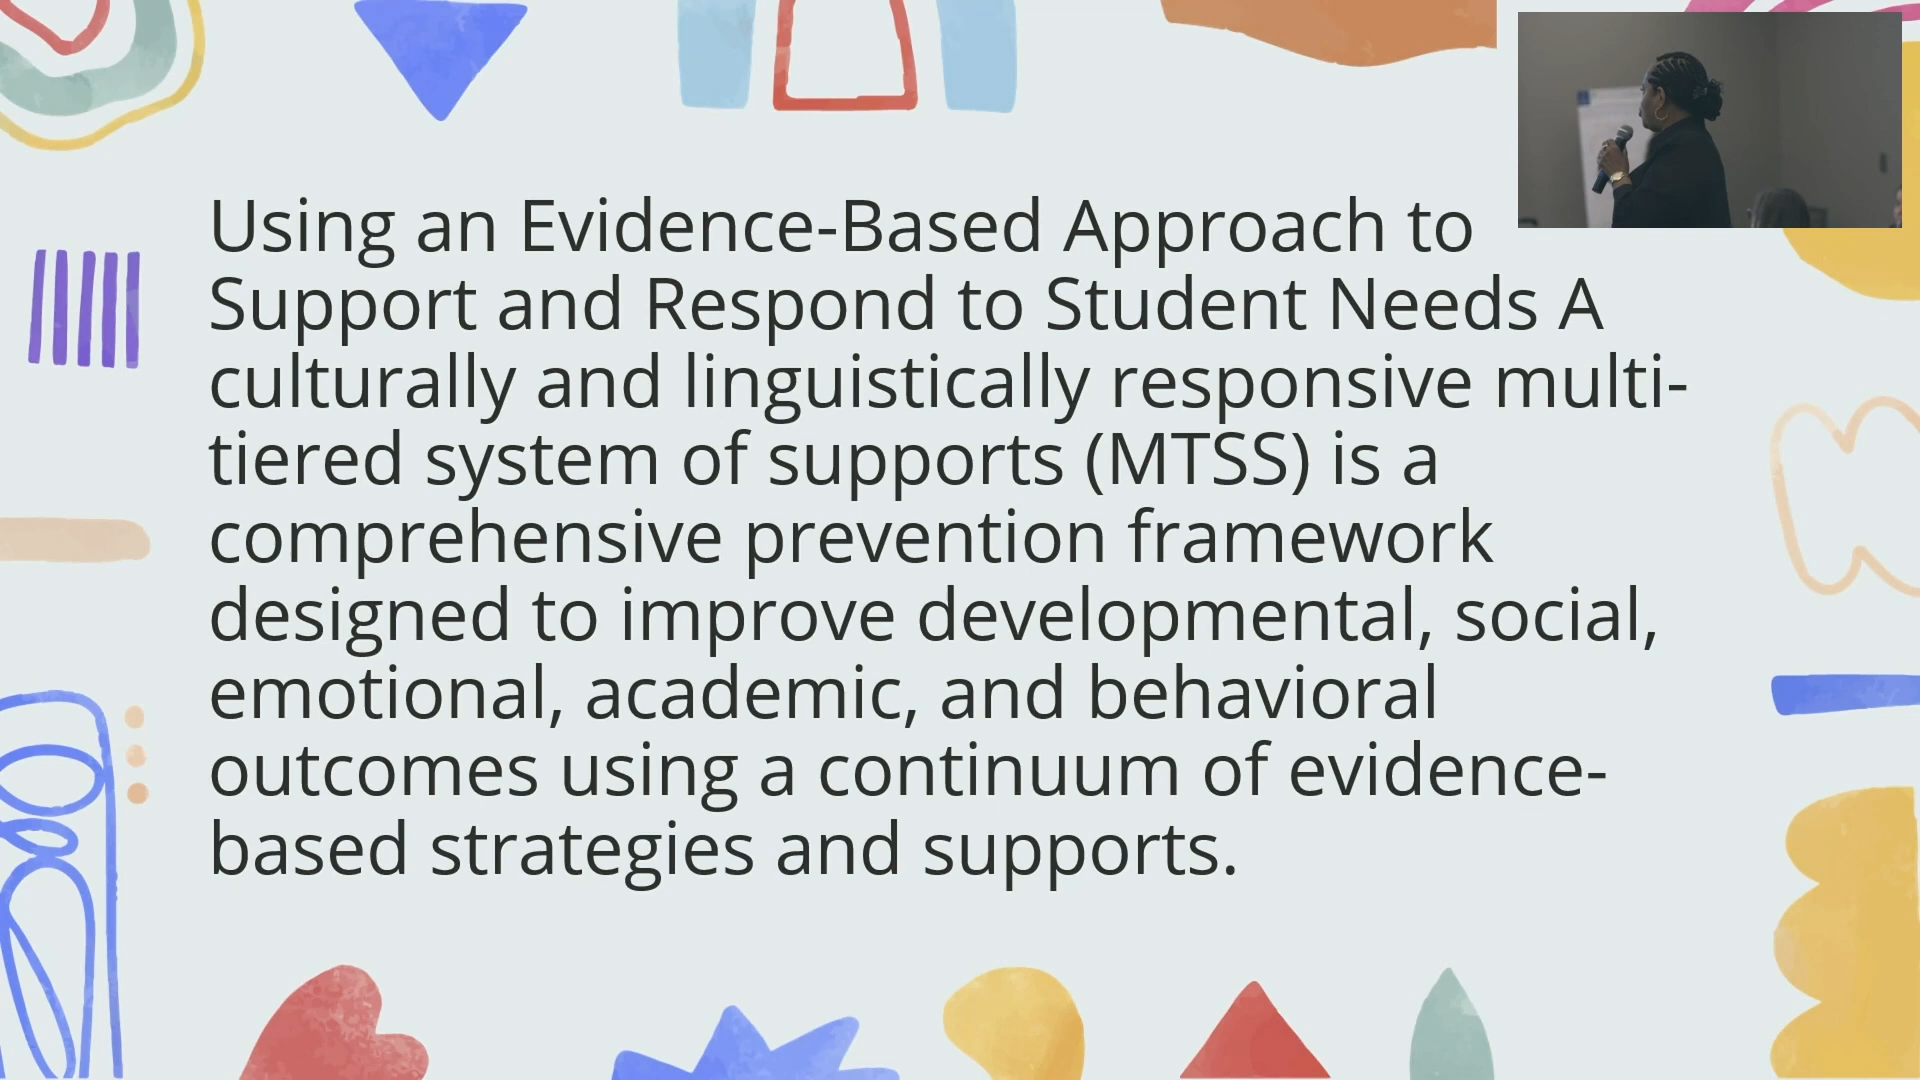 Using an Evidence-Based Approach to
Support and Respond to Student Needs A
culturally and linguistically responsive multi-
tiered system of supports (MTSS) is a
comprehensive prevention framework
designed to improve developmental, social,
emotional, academic, and behavioral
outcomes using a continuum of evidence-
based strategies and supports.